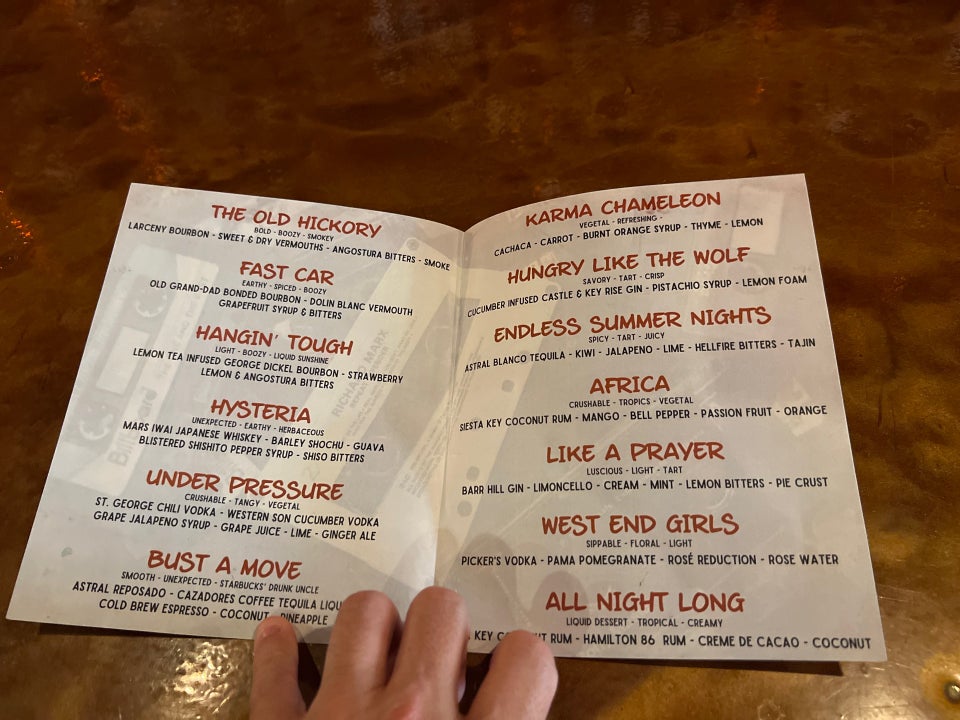 THE OLD HICKORY
BOLD - BOOZY - SMOKEY
LARCENY BOURBON - SWEET & DRY VERMOUTHS - ANGOSTURA BITTERS - SMOKE
FAST CAR
EARTHY - SPICED - BOOZY
OLD GRAND-DAD BONDED BOURBON - DOLIN BLANC VERMOUTH
GRAPEFRUIT SYRUP & BITTERS
HANGIN' TOUGH
LIGHT - BOOZY - LIQUID SUNSHINE
LEMON TEA INFUSED GEORGE DICKEL BOURBON - STRAWBERRY
LEMON & ANGOSTURA BITTERS
HYSTERIA
UNEXPECTED - EARTHY - HERBACEOUS
MARS IWAI JAPANESE WHISKEY - BARLEY SHOCHU - GUAVA
BLISTERED SHISHITO PEPPER SYRUP - SHISO BITTERS
UNDER PRESSURE
CRUSHABLE - TANGY - VEGETAL
ST. GEORGE CHILI VODKA - WESTERN SON CUCUMBER VODKA
GRAPE JALAPENO SYRUP - GRAPE JUICE - LIME - GINGER ALE
BUST A MOVE
SMOOTH - UNEXPECTED - STARBUCKS' DRUNK UNCLE
ASTRAL REPOSADO - CAZADORES COFFEE TEQUILA
COLD BREW ESPRESSO - COCONUT - PINEAPPLE
KARMA CHAMELEON
VEGETAL - REFRESHING -
CACHACA - CARROT - BURNT ORANGE SYRUP - THYME - LEMON
HUNGRY LIKE THE WOLF
SAVORY - TART - CRISP
CUCUMBER INFUSED CASTLE & KEY RISE GIN - PISTACHIO SYRUP - LEMON FOAM
ENDLESS SUMMER NIGHTS
SPICY - TART - JUICY
ASTRAL BLANCO TEQUILA - KIWI - JALAPENO - LIME - HELLFIRE BITTERS - TAJIN
AFRICA
CRUSHABLE - TROPICS - VEGETAL
SIESTA KEY COCONUT RUM - MANGO - BELL PEPPER - PASSION FRUIT - ORANGE
LIKE A PRAYER
LUSCIOUS - LIGHT - TART
BARR HILL GIN - LIMONCELLO - CREAM - MINT - LEMON BITTERS - PIE CRUST
WEST END GIRLS
SIPPABLE - FLORAL - LIGHT
PICKER'S VODKA - PAMA POMEGRANATE - ROSÉ REDUCTION - ROSE WATER
ALL NIGHT LONG
LIQUID DESSERT - TROPICAL - CREAMY
KEY RUM - HAMILTON 86 RUM - CREME DE CACAO - COCONUT
RICHARD MARX